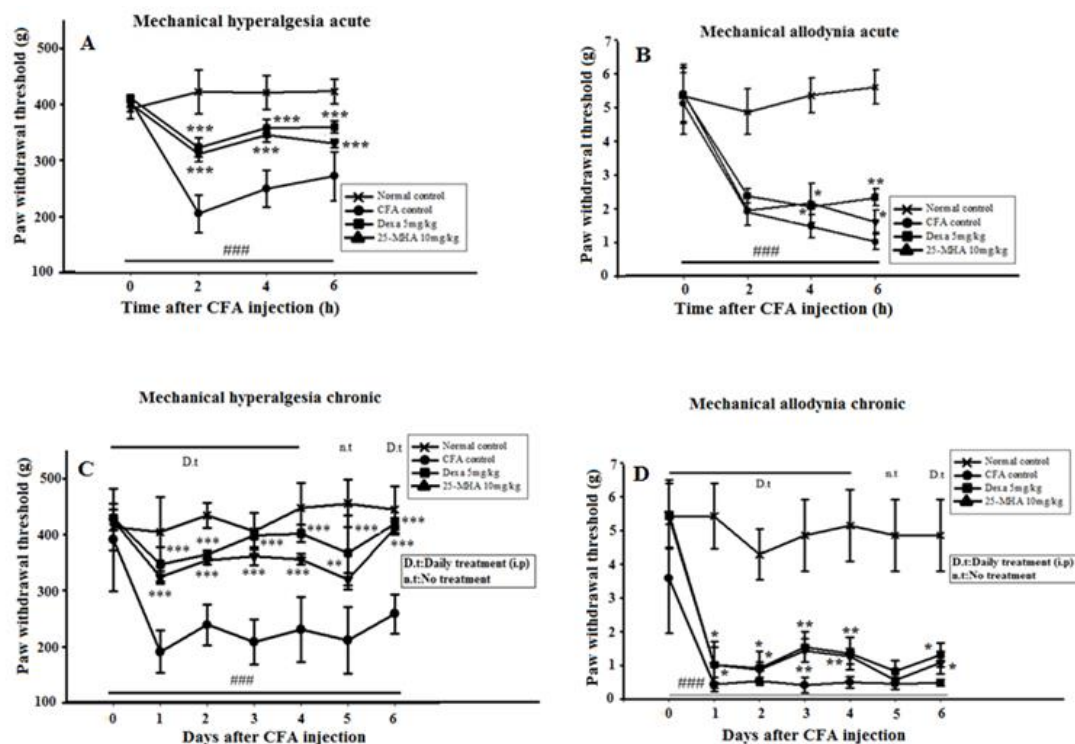 Mechanical hyperalgesia acute
A
Paw withdrawal threshold (g)
500
400
300
200
100
***
***
***
***
***
***
###
Normal control
CFA control
Dexa 5mg/kg
25-MHA 10mg/kg
0 2 4 6
Time after CFA injection (h)
Mechanical allodynia acute
B
Paw withdrawal threshold (g)
7
6
5
4
3
2
1
0
*
*
**
*
###
Normal control
CFA control
Dexa 5mg/kg
25-MHA 10mg/kg
0 2 4 6
Time after CFA injection (h)
Mechanical hyperalgesia chronic
C
D.t
n.t
D.t
Normal control
CFA control
Dexa 5mg/kg
25-MHA 10mg/kg
Paw withdrawal threshold (g)
500
400
300
200
100
***
***
***
***
***
***
***
***
**
***
***
D.t:Daily treatment (i.p)
n.t:No treatment
###
0 1 2 3 4 5 6
Days after CFA injection
Mechanical allodynia chronic
D
D.t
n.t
D.t
Normal control
CFA control
Dexa 5mg/kg
25-MHA 10mg/kg
Paw withdrawal threshold (g)
7
6
5
4
3
2
1
0
D.t:Daily treatment (i.p)
n.t:No treatment
*
*
*
*
**
**
**
**
*
*
###
0 1 2 3 4 5 6
Days after CFA injection